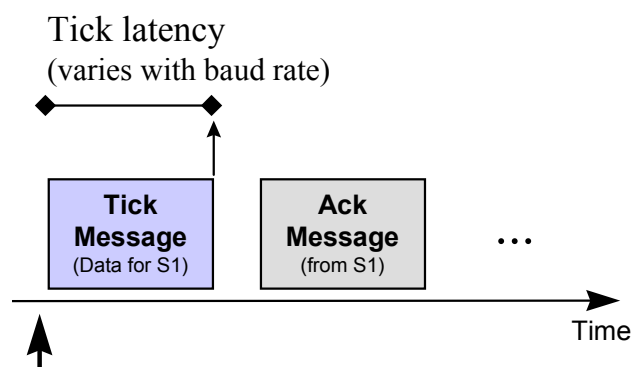 Tick latency
(varies with baud rate)
Tick
Message
(Data for S1)
Ack
Message
(from S1)
...
Time